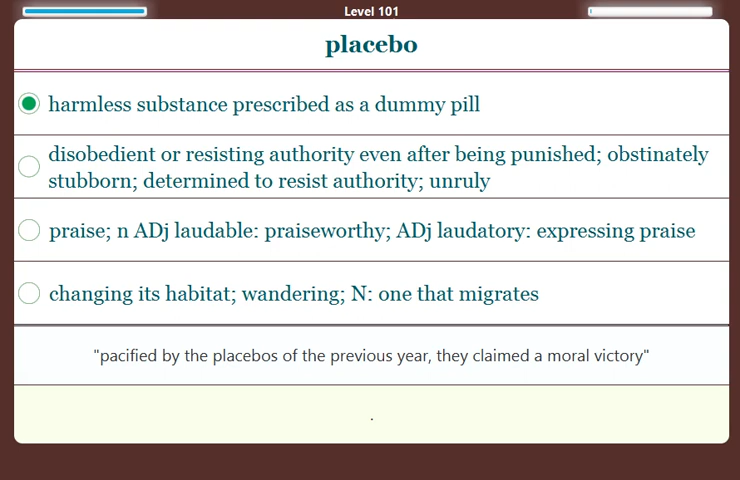 Level 101
placebo
harmless substance prescribed as a dummy pill
disobedient or resisting authority even after being punished; obstinately
stubborn; determined to resist authority; unruly
praise; n ADj laudable: praiseworthy; ADj laudatory: expressing praise
changing its habitat; wandering; N: one that migrates
"pacified by the placebos of the previous year, they claimed a moral victory"
.